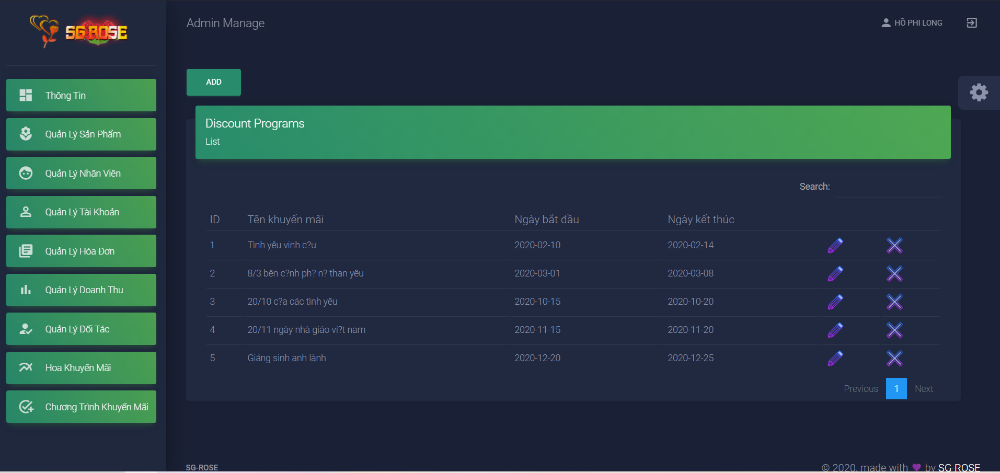 SG-ROSE
Admin Manage
HỒ PHI LONG
Thông Tin
Quản Lý Sản Phẩm
Quản Lý Nhân Viên
Quản Lý Tài Khoản
Quản Lý Hóa Đơn
Quản Lý Doanh Thu
Quản Lý Đối Tác
Hoa Khuyến Mãi
Chương Trình Khuyến Mãi
ADD
Discount Programs
List
Search:
ID Tên khuyến mãi Ngày bắt đầu Ngày kết thúc
1 Tình yêu vinh c?u 2020-02-10 2020-02-14
2 8/3 bên c?nh ph? n? than yêu 2020-03-01 2020-03-08
3 20/10 c?a các tình yêu 2020-10-15 2020-10-20
4 20/11 ngày nhà giáo vi?t nam 2020-11-15 2020-11-20
5 Giáng sinh anh lành 2020-12-20 2020-12-25
Previous 1 Next
SG-ROSE
© 2020, made with by SG-ROSE